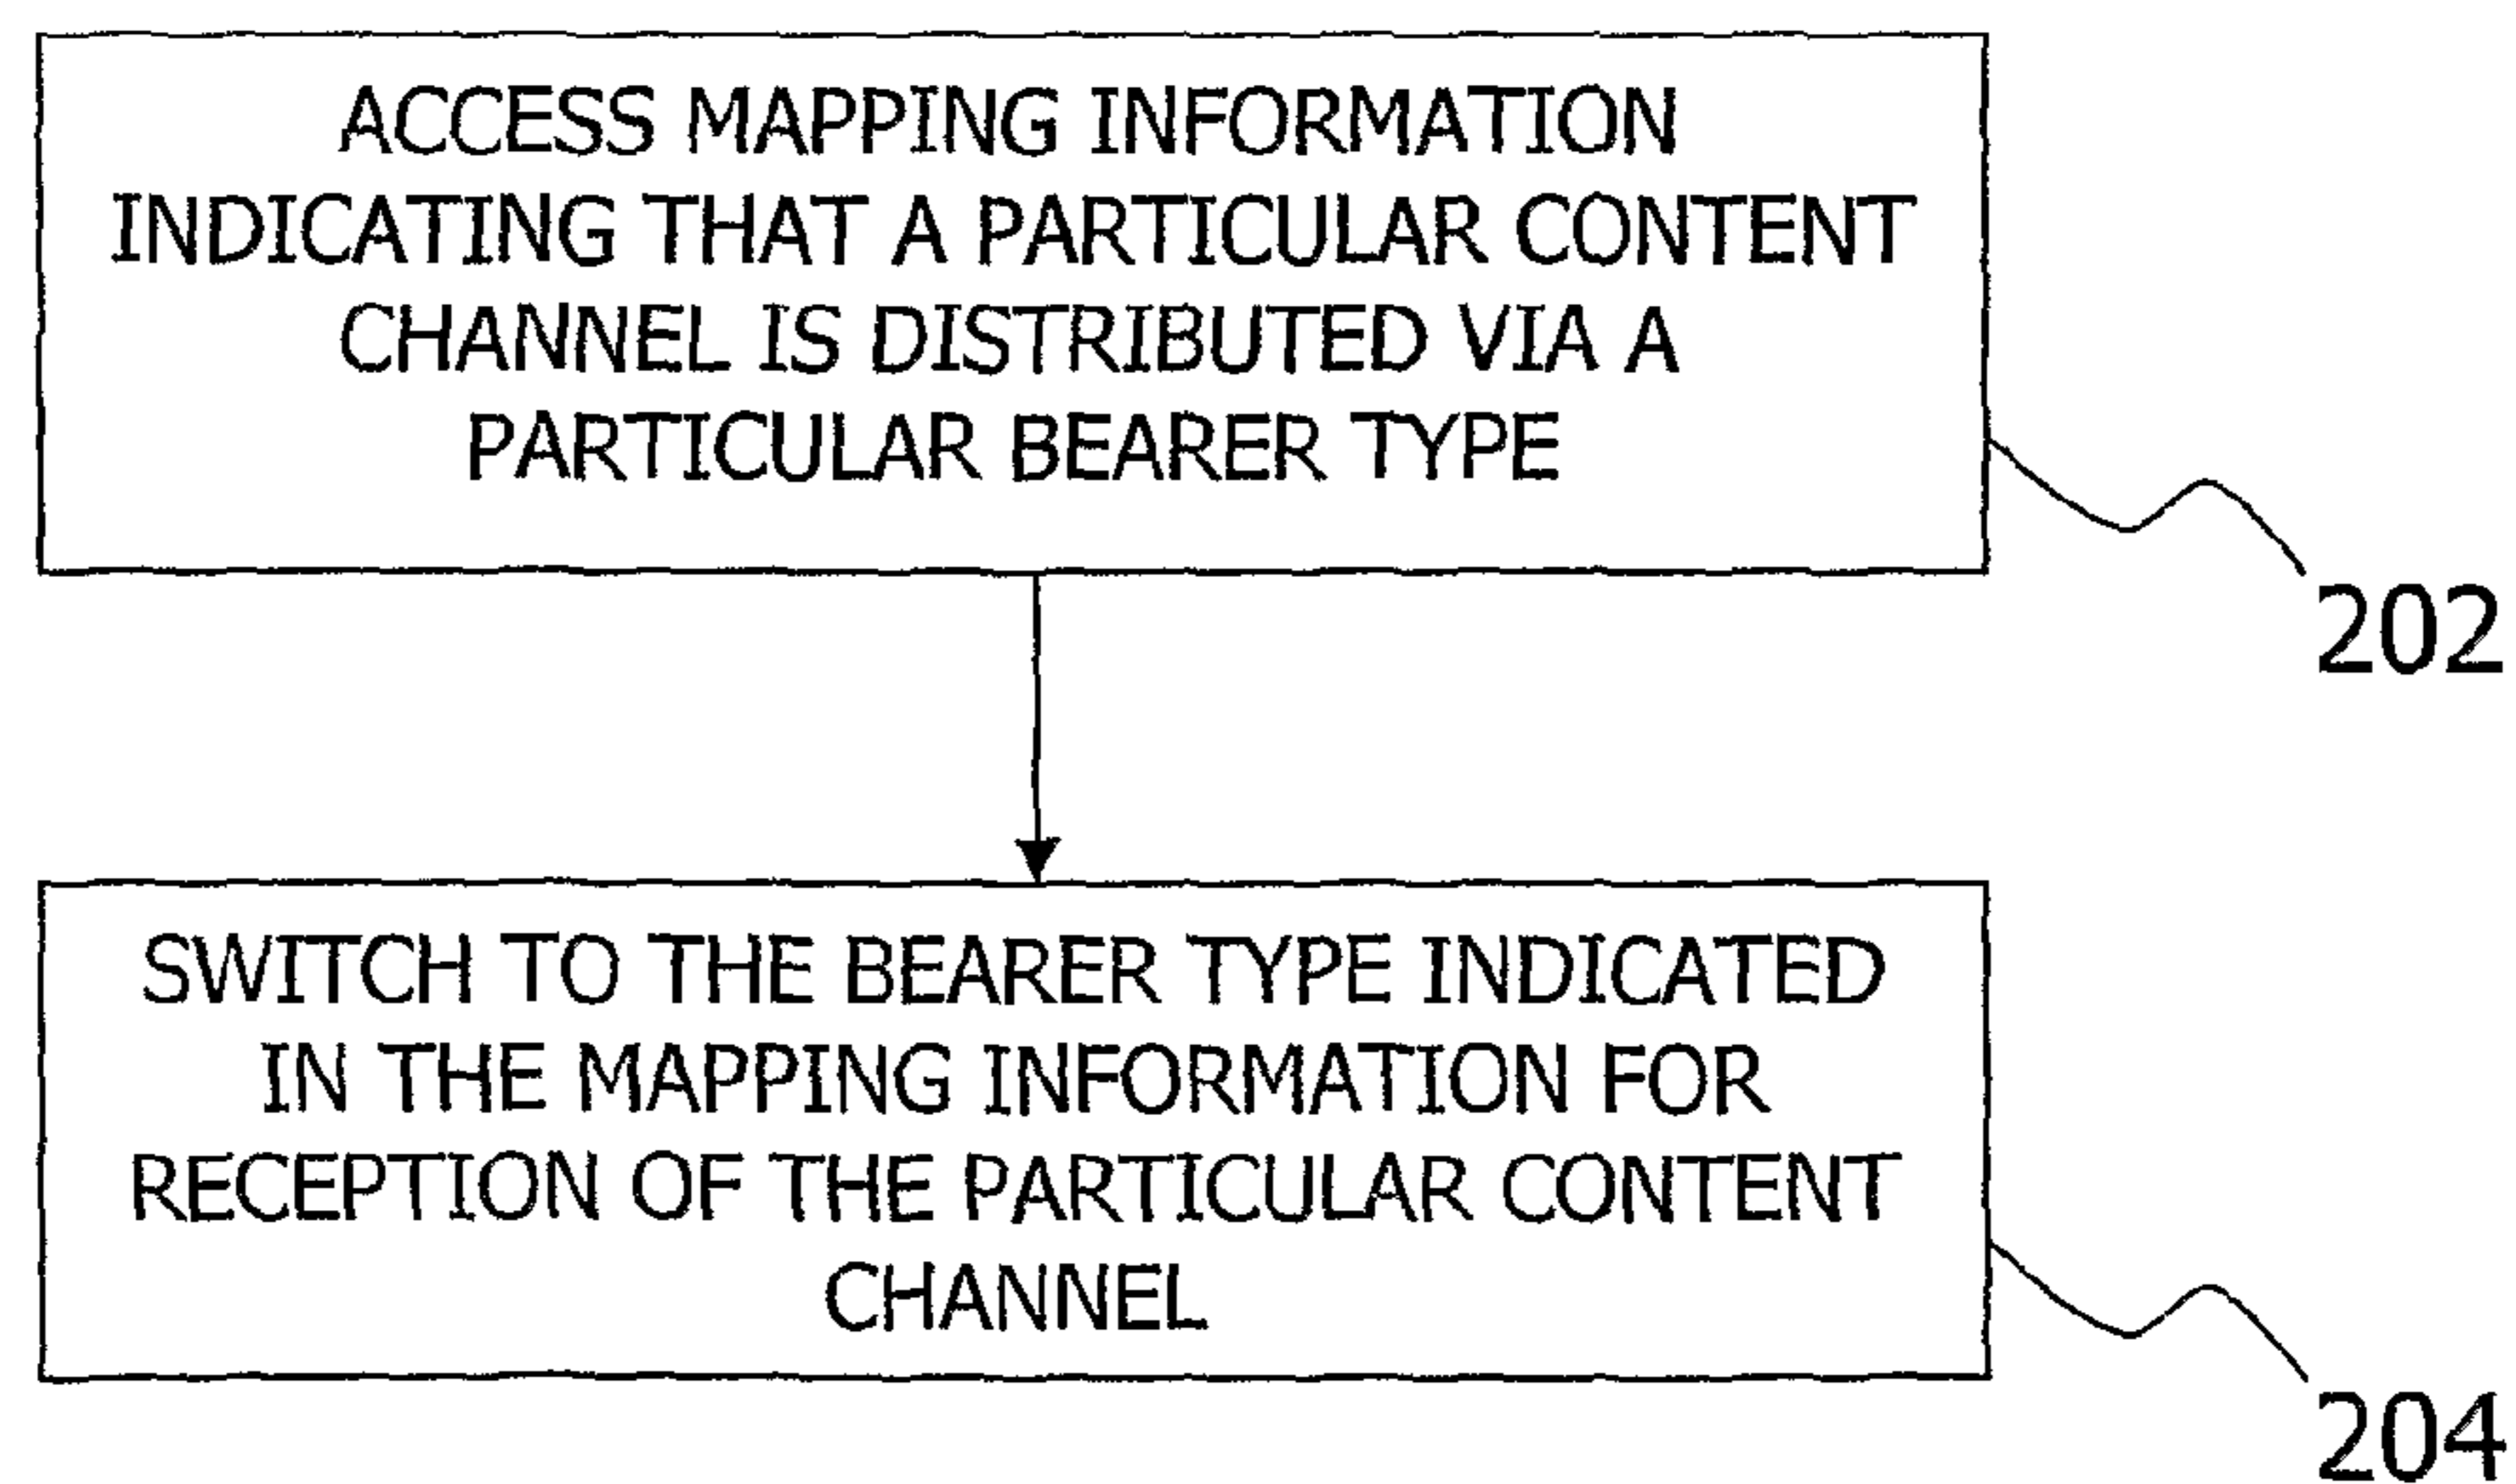 ACCESS MAPPING INFORMATION
INDICATING THAT A PARTICULAR CONTENT
CHANNEL IS DISTRIBUTED VIA A
PARTICULAR BEARER TYPE
202
SWITCH TO THE BEARER TYPE INDICATED
IN THE MAPPING INFORMATION FOR
RECEPTION OF THE PARTICULAR CONTENT
CHANNEL
204